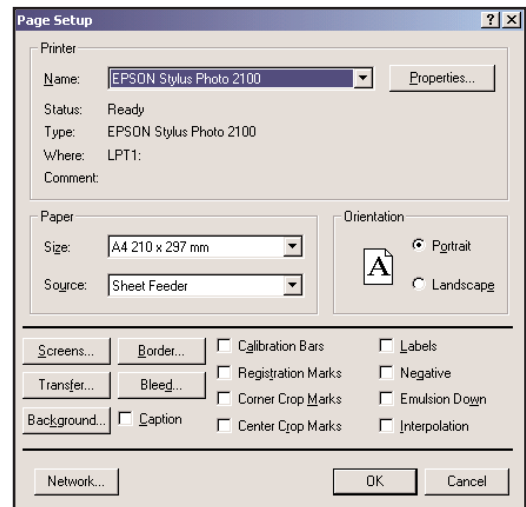 Page Setup
Printer
Name: EPSON Stylus Photo 2100 Properties...
Status: Ready
Type: EPSON Stylus Photo 2100
Where: LPT1:
Comment:
Paper
Size: A4 210 x 297 mm
Source: Sheet Feeder
Orientation
A
Portrait
Landscape
Screens... Border... Calibration Bars Labels
Transfer... Bleed... Registration Marks Negative
Corner Crop Marks Emulsion Down
Background... Caption Center Crop Marks Interpolation
Network... OK Cancel